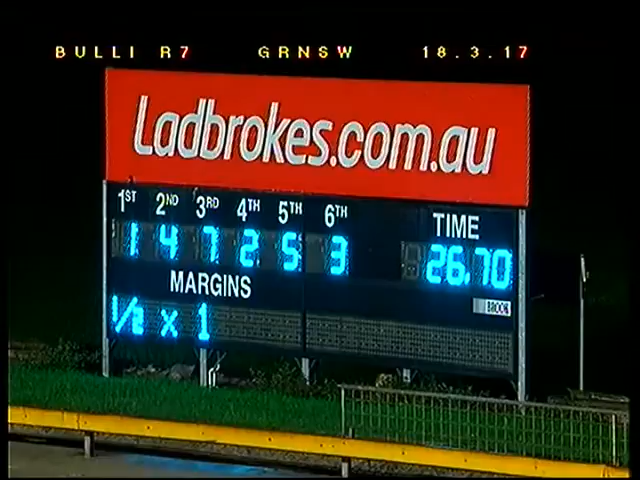 BULLI R7 GRNSW 18.3.17
Ladbrokes.com.au
1ST 2ND 3RD 4TH 5TH 6TH TIME
1 4 7 2 5 3 26.70
MARGINS
1/2 x 1